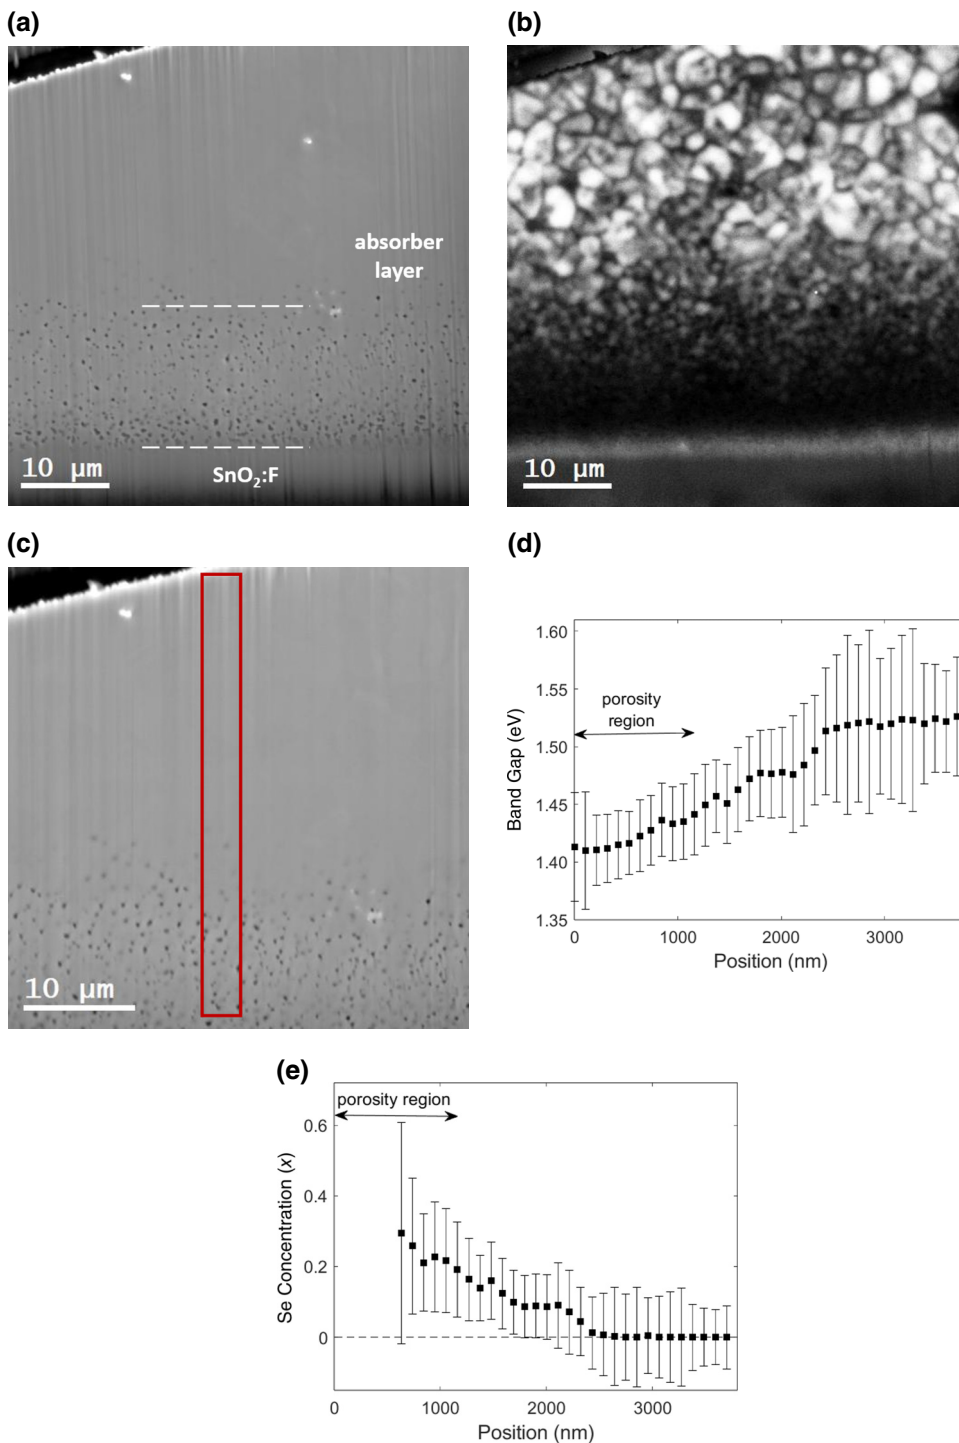 (a)
(b)
absorber
layer
10 µm
SnO₂:F
10 µm
(c)
(d)
10 µm
1.60
1.55
1.50
1.45
1.40
1.35
Band Gap (eV)
porosity
region
0
1000
2000
3000
Position (nm)
(e)
porosity region
0.6
0.4
0.2
0
Se Concentration (x)
0
1000
2000
3000
Position (nm)